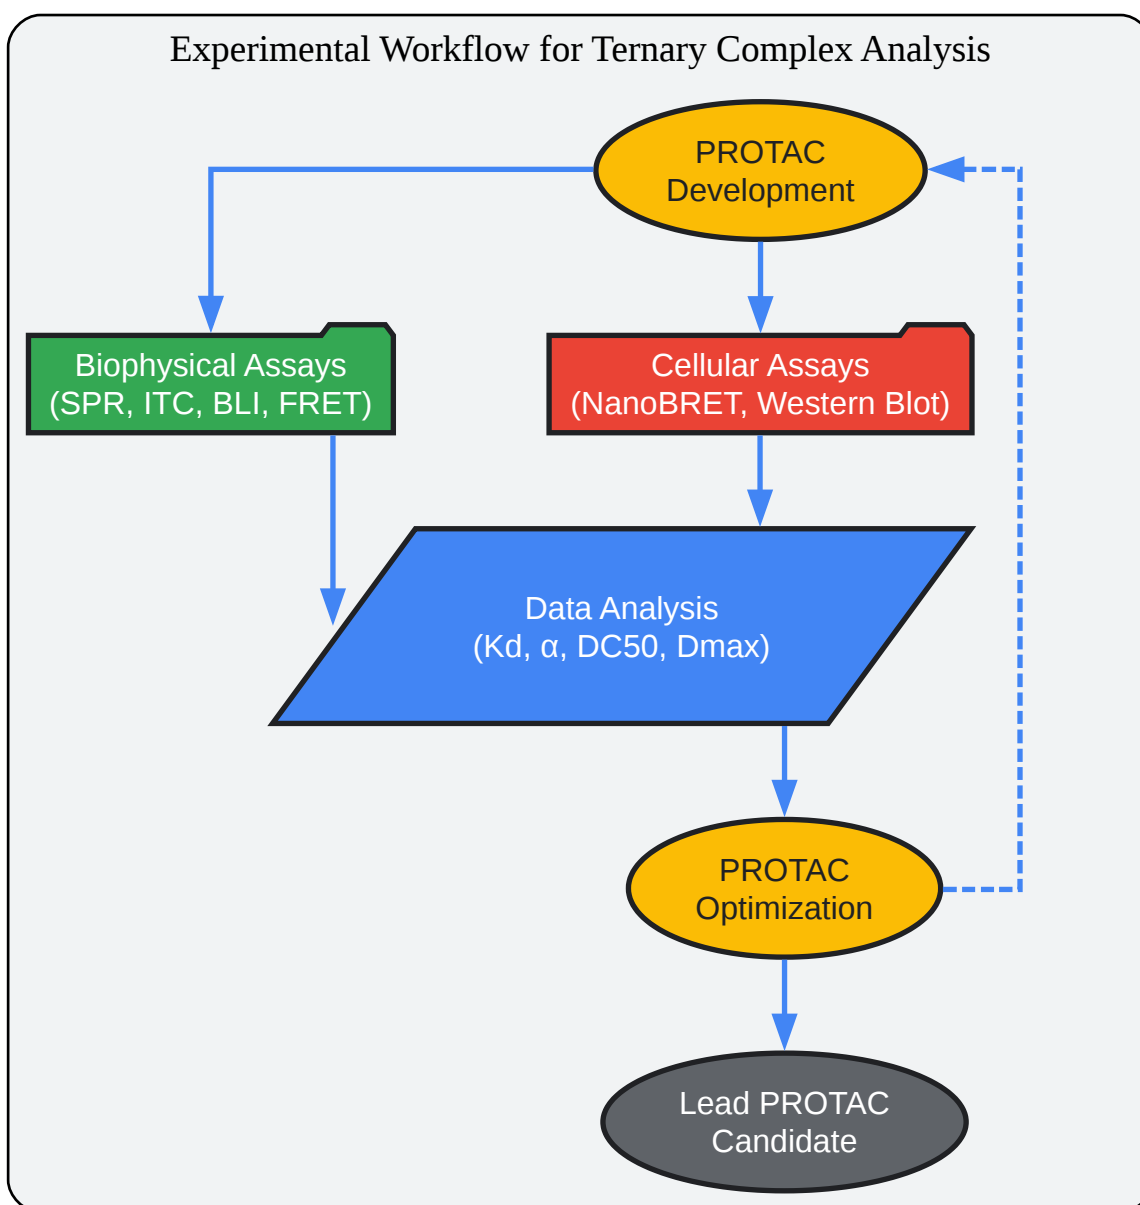 Experimental Workflow for Ternary Complex Analysis
PROTAC
Development
Biophysical Assays
(SPR, ITC, BLI, FRET)
Cellular Assays
(NanoBRET, Western Blot)
Data Analysis
(Kd, α, DC50, Dmax)
PROTAC
Optimization
Lead PROTAC
Candidate